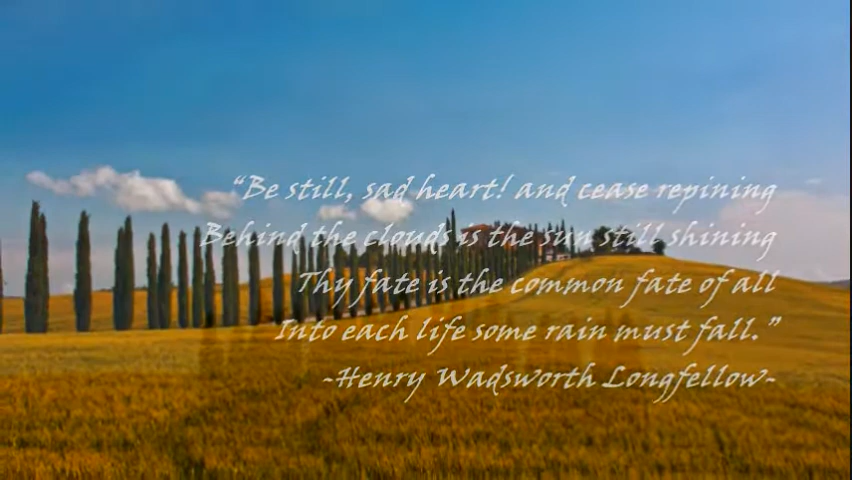 “Be still, sad heart! and cease repining
Behind the clouds is the sun still shining
Thy fate is the common fate of all
Into each life some rain must fall.”
-Henry Wadsworth Longfellow-